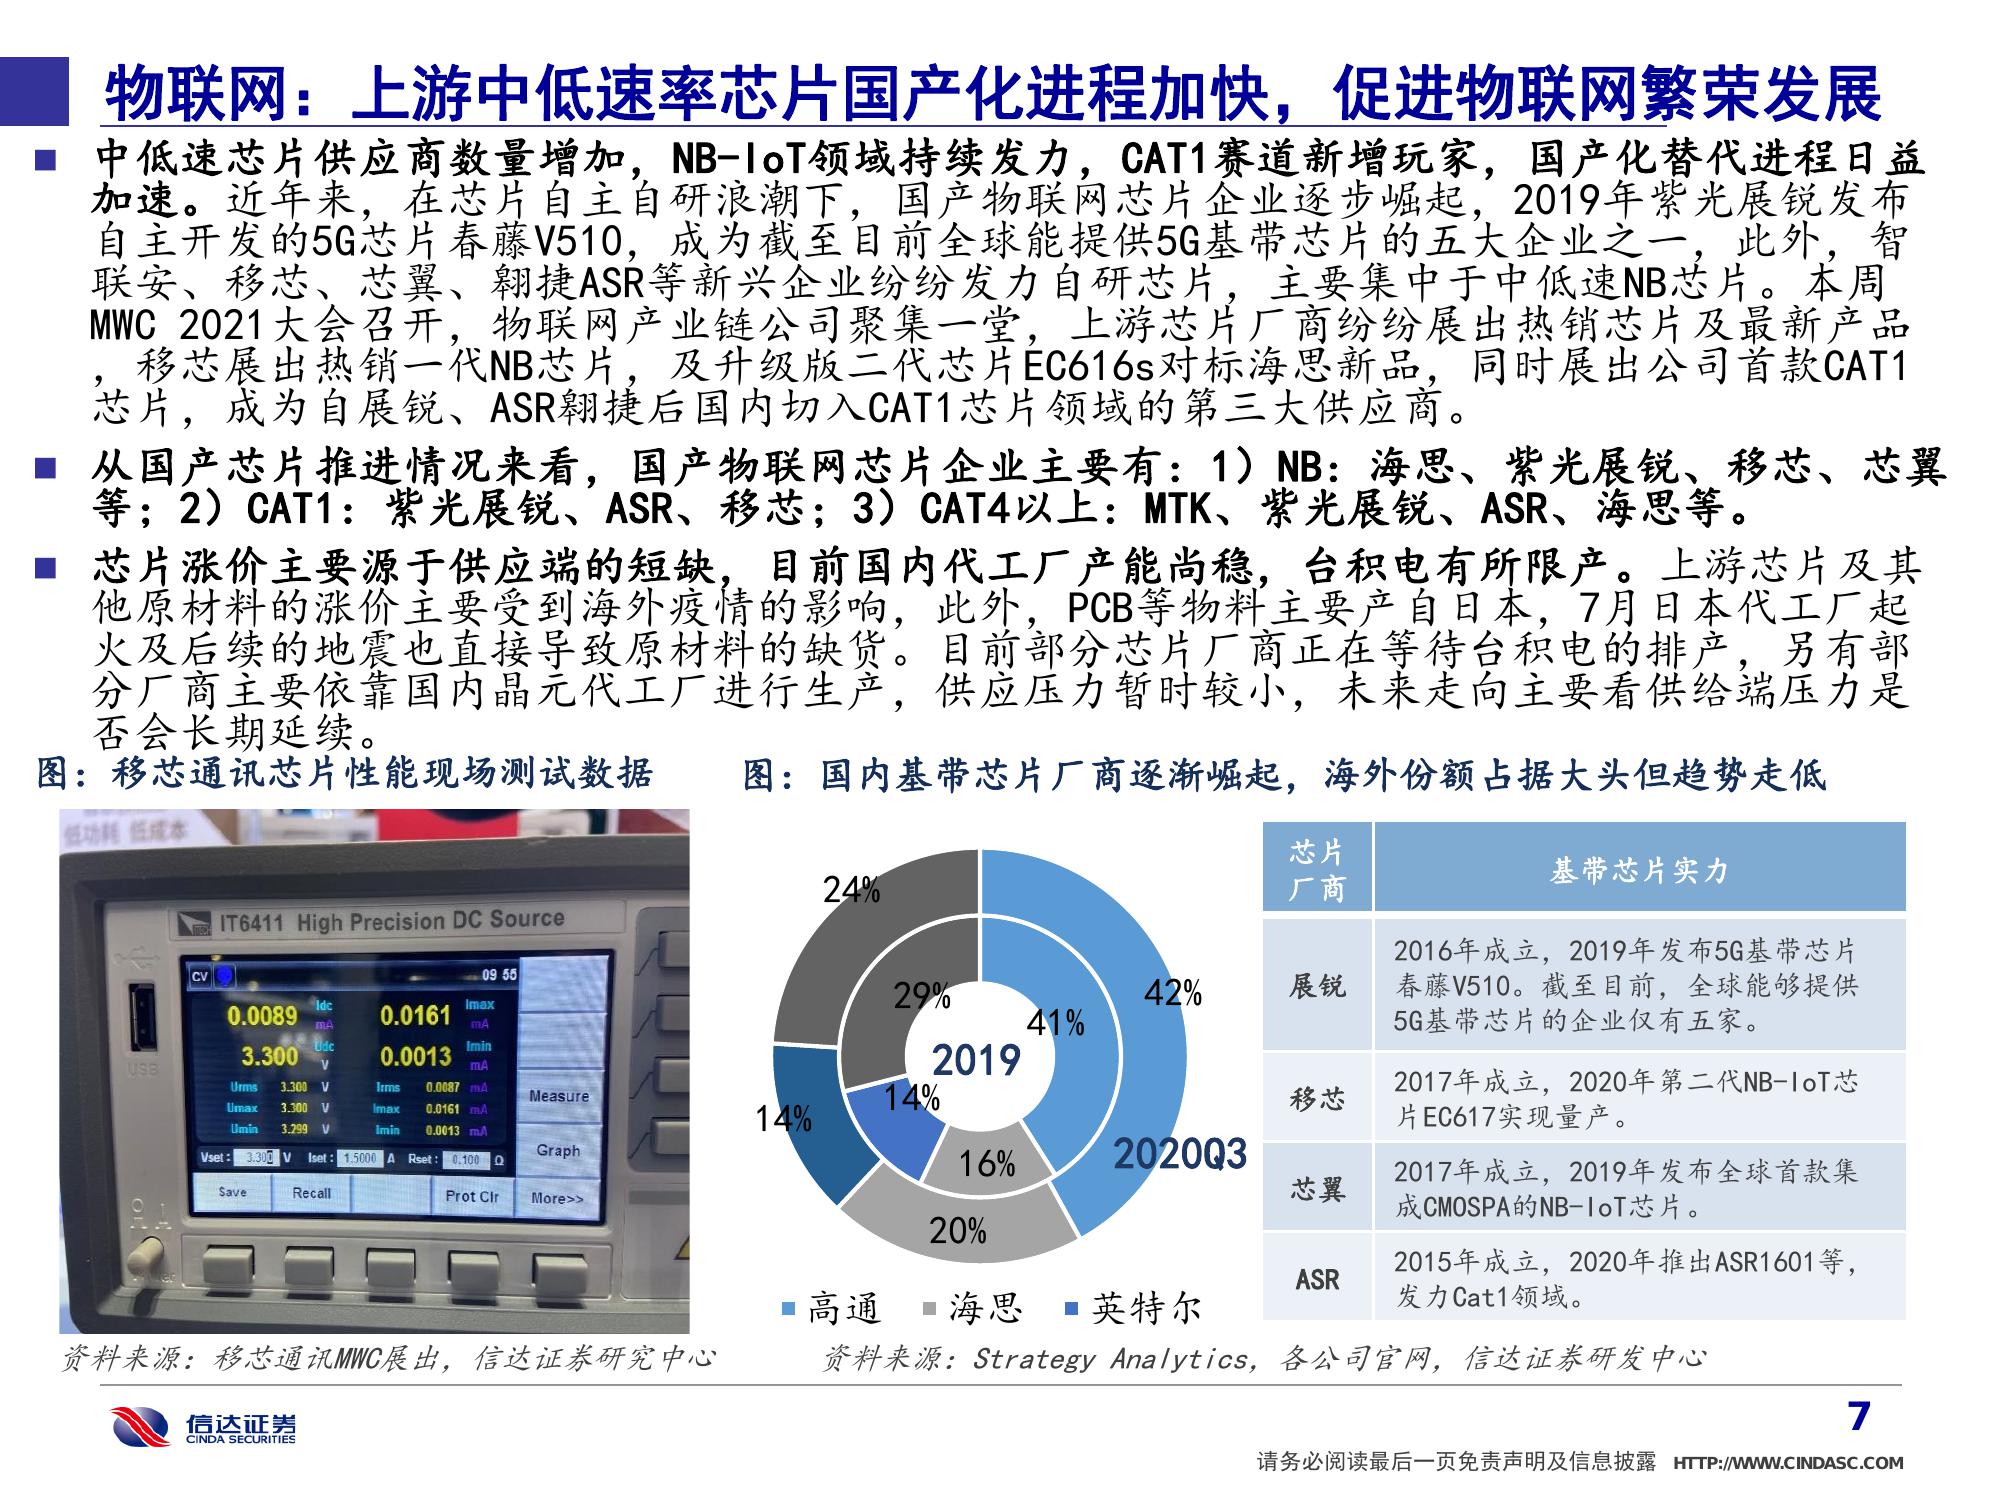 物联网：上游中低速率芯片国产化进程加快，促进物联网繁荣发展
中低速芯片供应商数量增加，NB-IoT领域持续发力，CAT1赛道新增玩家，国产化替代进程日益
加速。近年来，在芯片自主自研浪潮下，国产物联网芯片企业逐步崛起，2019年紫光展锐发布
自主开发的5G芯片春藤V510，成为截至目前全球能提供5G基带芯片的五大企业之一，此外，智
联安、移芯、芯翼、翱捷ASR等新兴企业纷纷发力自研芯片，主要集中于中低速NB芯片。本周
MWC 2021大会召开，物联网产业链公司聚集一堂，上游芯片厂商纷纷展出热销芯片及最新产品
，移芯展出热销一代NB芯片，及升级版二代芯片EC616s对标海思新品，同时展出公司首款CAT1
芯片，成为自展锐、ASR翱捷后国内切入CAT1芯片领域的第三大供应商。
从国产芯片推进情况来看，国产物联网芯片企业主要有：1）NB：海思、紫光展锐、移芯、芯翼
等；2）CAT1：紫光展锐、ASR、移芯；3）CAT4以上：MTK、紫光展锐、ASR、海思等。
芯片涨价主要源于供应端的短缺，目前国内代工厂产能尚稳，台积电有所限产。上游芯片及其
他原材料的涨价主要受到海外疫情的影响，此外，PCB等物料主要产自日本，7月日本代工厂起
火及后续的地震也直接导致原材料的缺货。目前部分芯片厂商正在等待台积电的排产，另有部
分厂商主要依靠国内晶元代工厂进行生产，供应压力暂时较小，未来走向主要看供给端压力是
否会长期延续。
图：移芯通讯芯片性能现场测试数据
低功耗 低成本
IT6411 High Precision DC Source
CV
09 55
0.0089 Idc mA 0.0161 Imax mA
3.300 Udc V 0.0013 Imin mA
Urms 3.300 V Irms 0.0087 mA
Umax 3.300 V Imax 0.0161 mA
Umin 3.299 V Imin 0.0013 mA
Vset: 3.300 V Iset: 1.5000 A Rset: 0.100 Ω
Measure
Graph
Save Recall Prot Clr More>>
USB
资料来源：移芯通讯MWC展出，信达证券研究中心
图：国内基带芯片厂商逐渐崛起，海外份额占据大头但趋势走低
24%
29%
42%
41%
2019
14%
14%
16%
2020Q3
20%
高通 海思 英特尔
芯片厂商 基带芯片实力
展锐
2016年成立，2019年发布5G基带芯片
春藤V510。截至目前，全球能够提供
5G基带芯片的企业仅有五家。
移芯
2017年成立，2020年第二代NB-IoT芯
片EC617实现量产。
芯翼
2017年成立，2019年发布全球首款集
成CMOSPA的NB-IoT芯片。
ASR
2015年成立，2020年推出ASR1601等，
发力Cat1领域。
资料来源：Strategy Analytics，各公司官网，信达证券研发中心
信达证券
CINDA SECURITIES
7
请务必阅读最后一页免责声明及信息披露 HTTP://WWW.CINDASC.COM